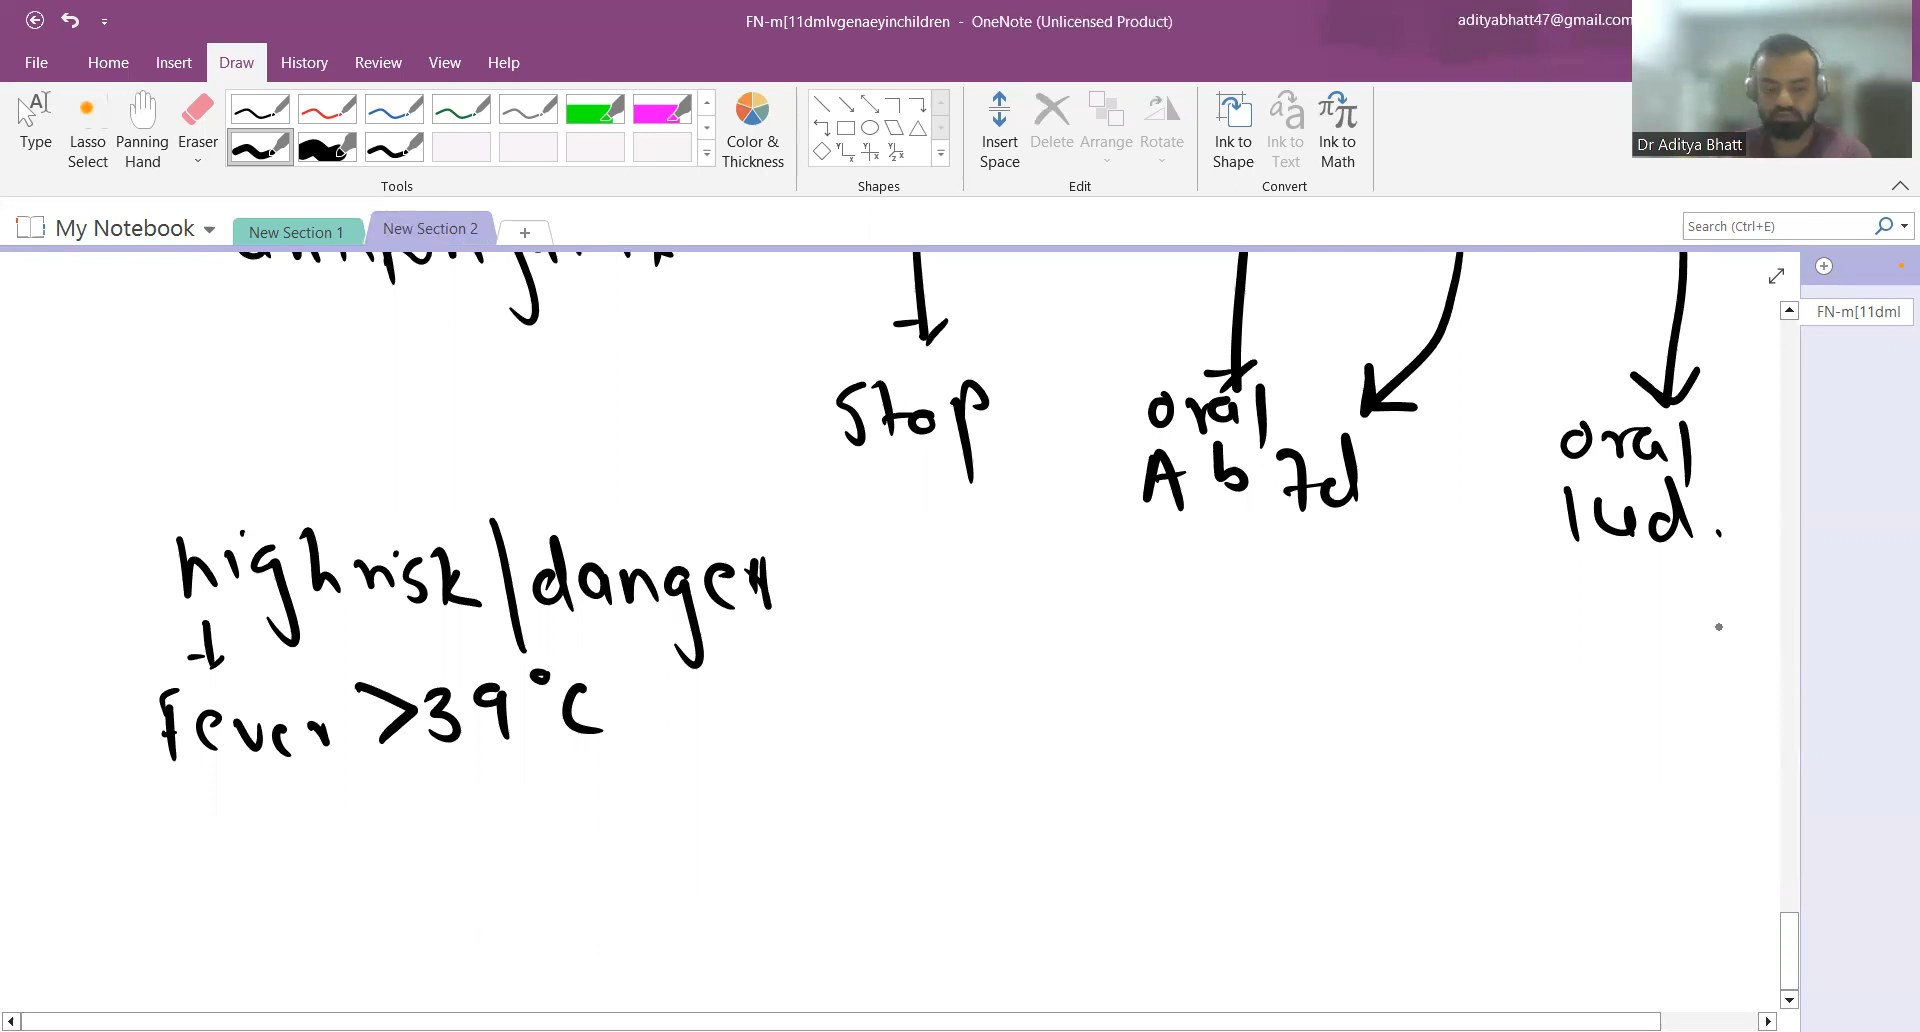 FN-m[11dmlvgenaeyinchildren - OneNote (Unlicensed Product)
adityabhatt47@gmail.com
File Home Insert Draw History Review View Help
Type
Lasso Select
Panning Hand
Eraser
Color & Thickness
Insert Space
Delete
Arrange
Rotate
Ink to Shape
Ink to Text
Ink to Math
Tools Shapes Edit Convert
Dr Aditya Bhatt
My Notebook New Section 1 New Section 2
Search (Ctrl+E)
FN-m[11dml
Stop
oral
Ab 7d
oral
14d.
high risk/danger
Fever >39°C